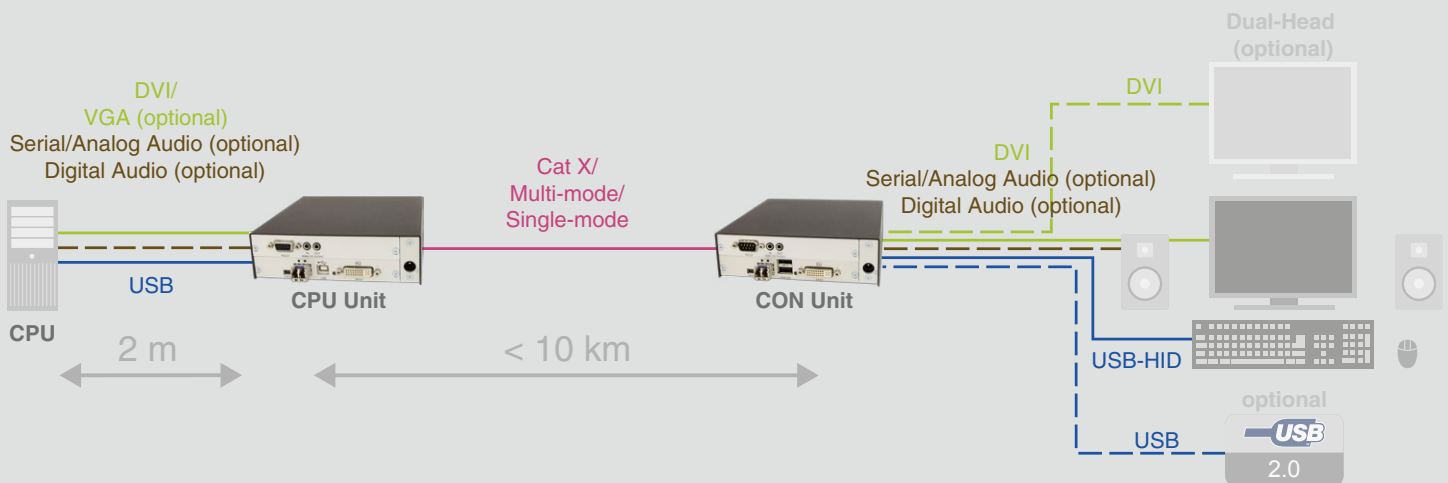 Dual-Head
(optional)
DVI/
VGA (optional)
Serial/Analog Audio (optional)
Digital Audio (optional)
DVI
Cat X/
Multi-mode/
Single-mode
DVI
Serial/Analog Audio (optional)
Digital Audio (optional)
USB
CPU Unit
CON Unit
CPU
2 m
< 10 km
USB-HID
optional
USB
USB
2.0